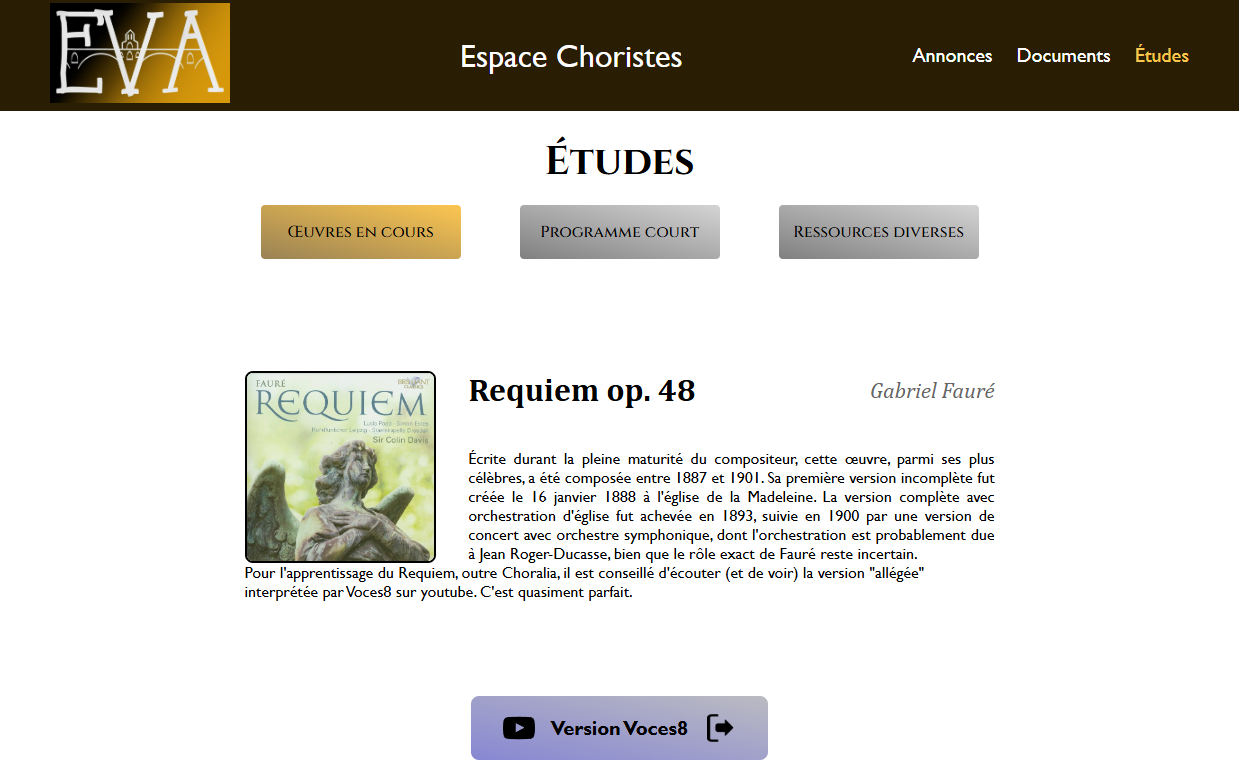 EVA
Espace Choristes
Annonces Documents Études
Études
Œuvres en cours
Programme court
Ressources diverses
FAURÉ
BRILLIANT
CLASSICS
REQUIEM
Sir Colin Davis
Requiem op. 48
Gabriel Fauré
Écrite durant la pleine maturité du compositeur, cette œuvre, parmi ses plus
célèbres, a été composée entre 1887 et 1901. Sa première version incomplète fut
créée le 16 janvier 1888 à l'église de la Madeleine. La version complète avec
orchestration d'église fut achevée en 1893, suivie en 1900 par une version de
concert avec orchestre symphonique, dont l'orchestration est probablement due
à Jean Roger-Ducasse, bien que le rôle exact de Fauré reste incertain.
Pour l'apprentissage du Requiem, outre Choralia, il est conseillé d'écouter (et de voir) la version "allégée"
interprétée par Voces8 sur youtube. C'est quasiment parfait.
Version Voces8